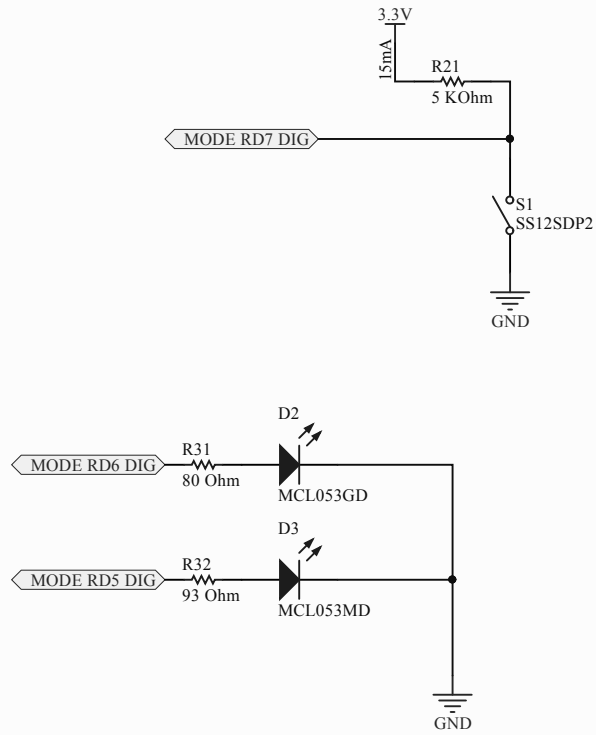 3.3V
15mA
R21
5 KOhm
MODE RD7 DIG
S1
SS12SDP2
GND
D2
R31
MODE RD6 DIG
80 Ohm
MCL053GD
D3
R32
MODE RD5 DIG
93 Ohm
MCL053MD
GND